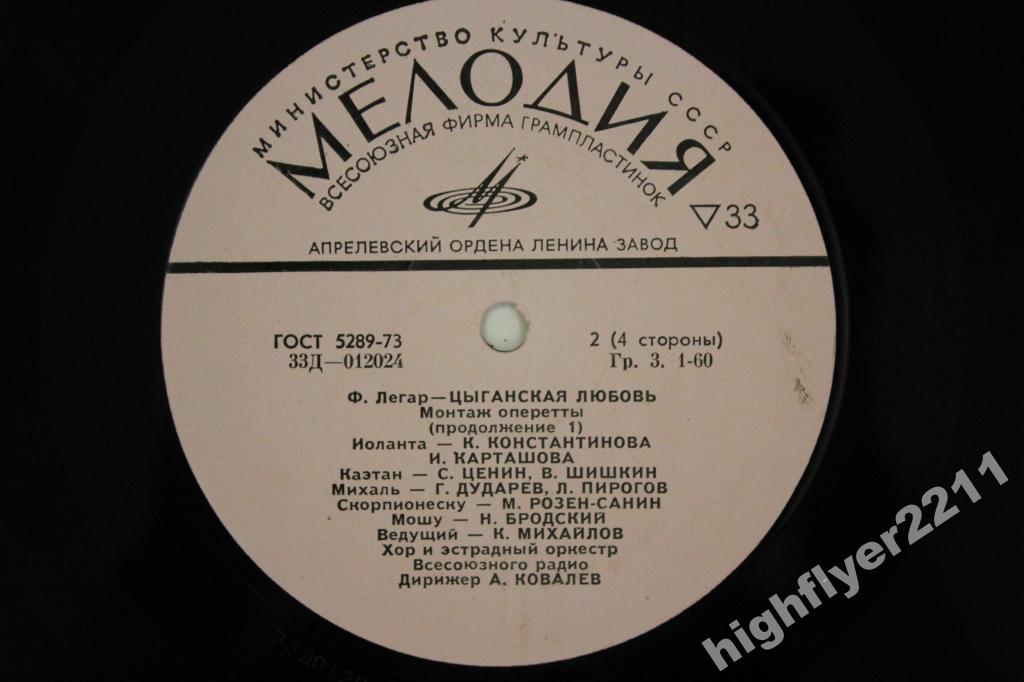 МИНИСТЕРСТВО КУЛЬТУРЫ СССР
МЕЛОДИЯ
ВСЕСОЮЗНАЯ ФИРМА ГРАМПЛАСТИНОК
▽33
АПРЕЛЕВСКИЙ ОРДЕНА ЛЕНИНА ЗАВОД
ГОСТ 5289-73
2 (4 стороны)
33Д—012024
Гр. 3. 1-60
Ф. Легар—ЦЫГАНСКАЯ ЛЮБОВЬ
Монтаж оперетты
(продолжение 1)
Иоланта — К. КОНСТАНТИНОВА
И. КАРТАШОВА
Каэтан — С. ЦЕНИН, В. ШИШКИН
Михаль — Г. ДУДАРЕВ, Л. ПИРОГОВ
Скорпионеску — М. РОЗЕН-САНИН
Мошу — Н. БРОДСКИЙ
Ведущий — К. МИХАЙЛОВ
Хор и эстрадный оркестр
Всесоюзного радио
Дирижер А. КОВАЛЕВ
highflyer2211